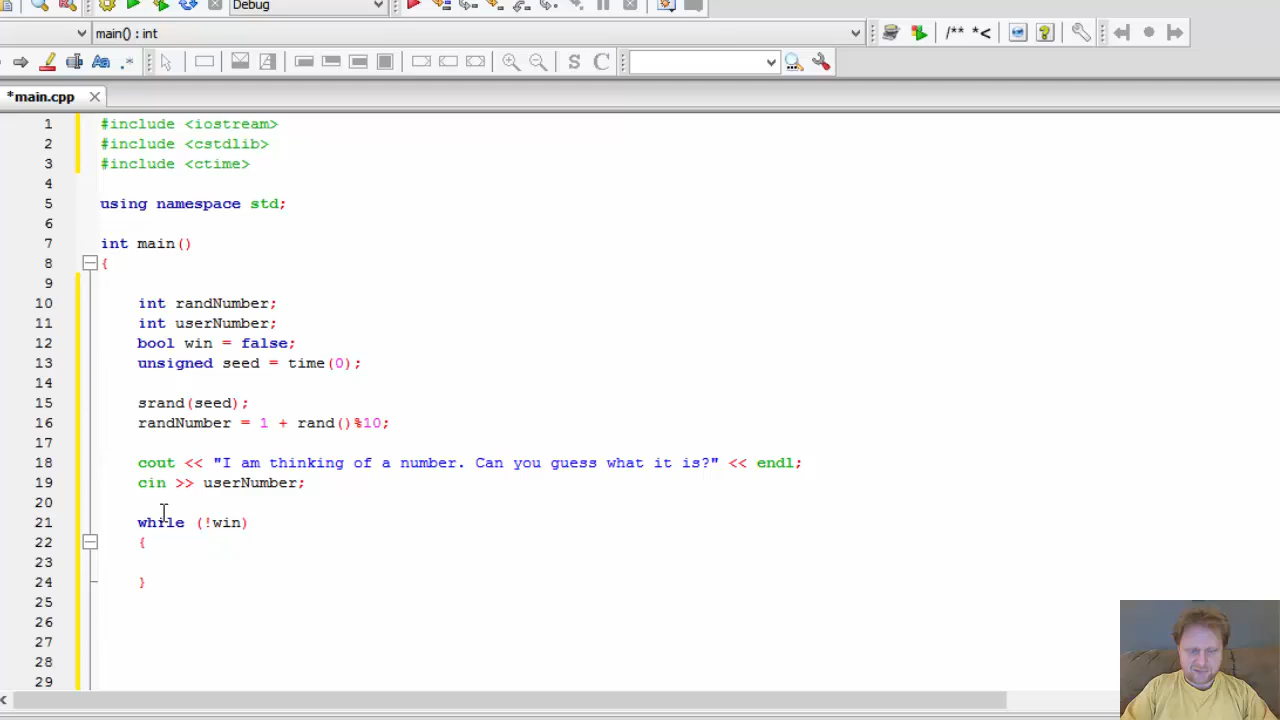 Debug
main() : int
/** *<
S C
*main.cpp
1 #include <iostream>
2 #include <cstdlib>
3 #include <ctime>
4
5 using namespace std;
6
7 int main()
8 {
9
10 int randNumber;
11 int userNumber;
12 bool win = false;
13 unsigned seed = time(0);
14
15 srand(seed);
16 randNumber = 1 + rand()%10;
17
18 cout << "I am thinking of a number. Can you guess what it is?" << endl;
19 cin >> userNumber;
20
21 while (!win)
22 {
23
24 }
25
26
27
28
29